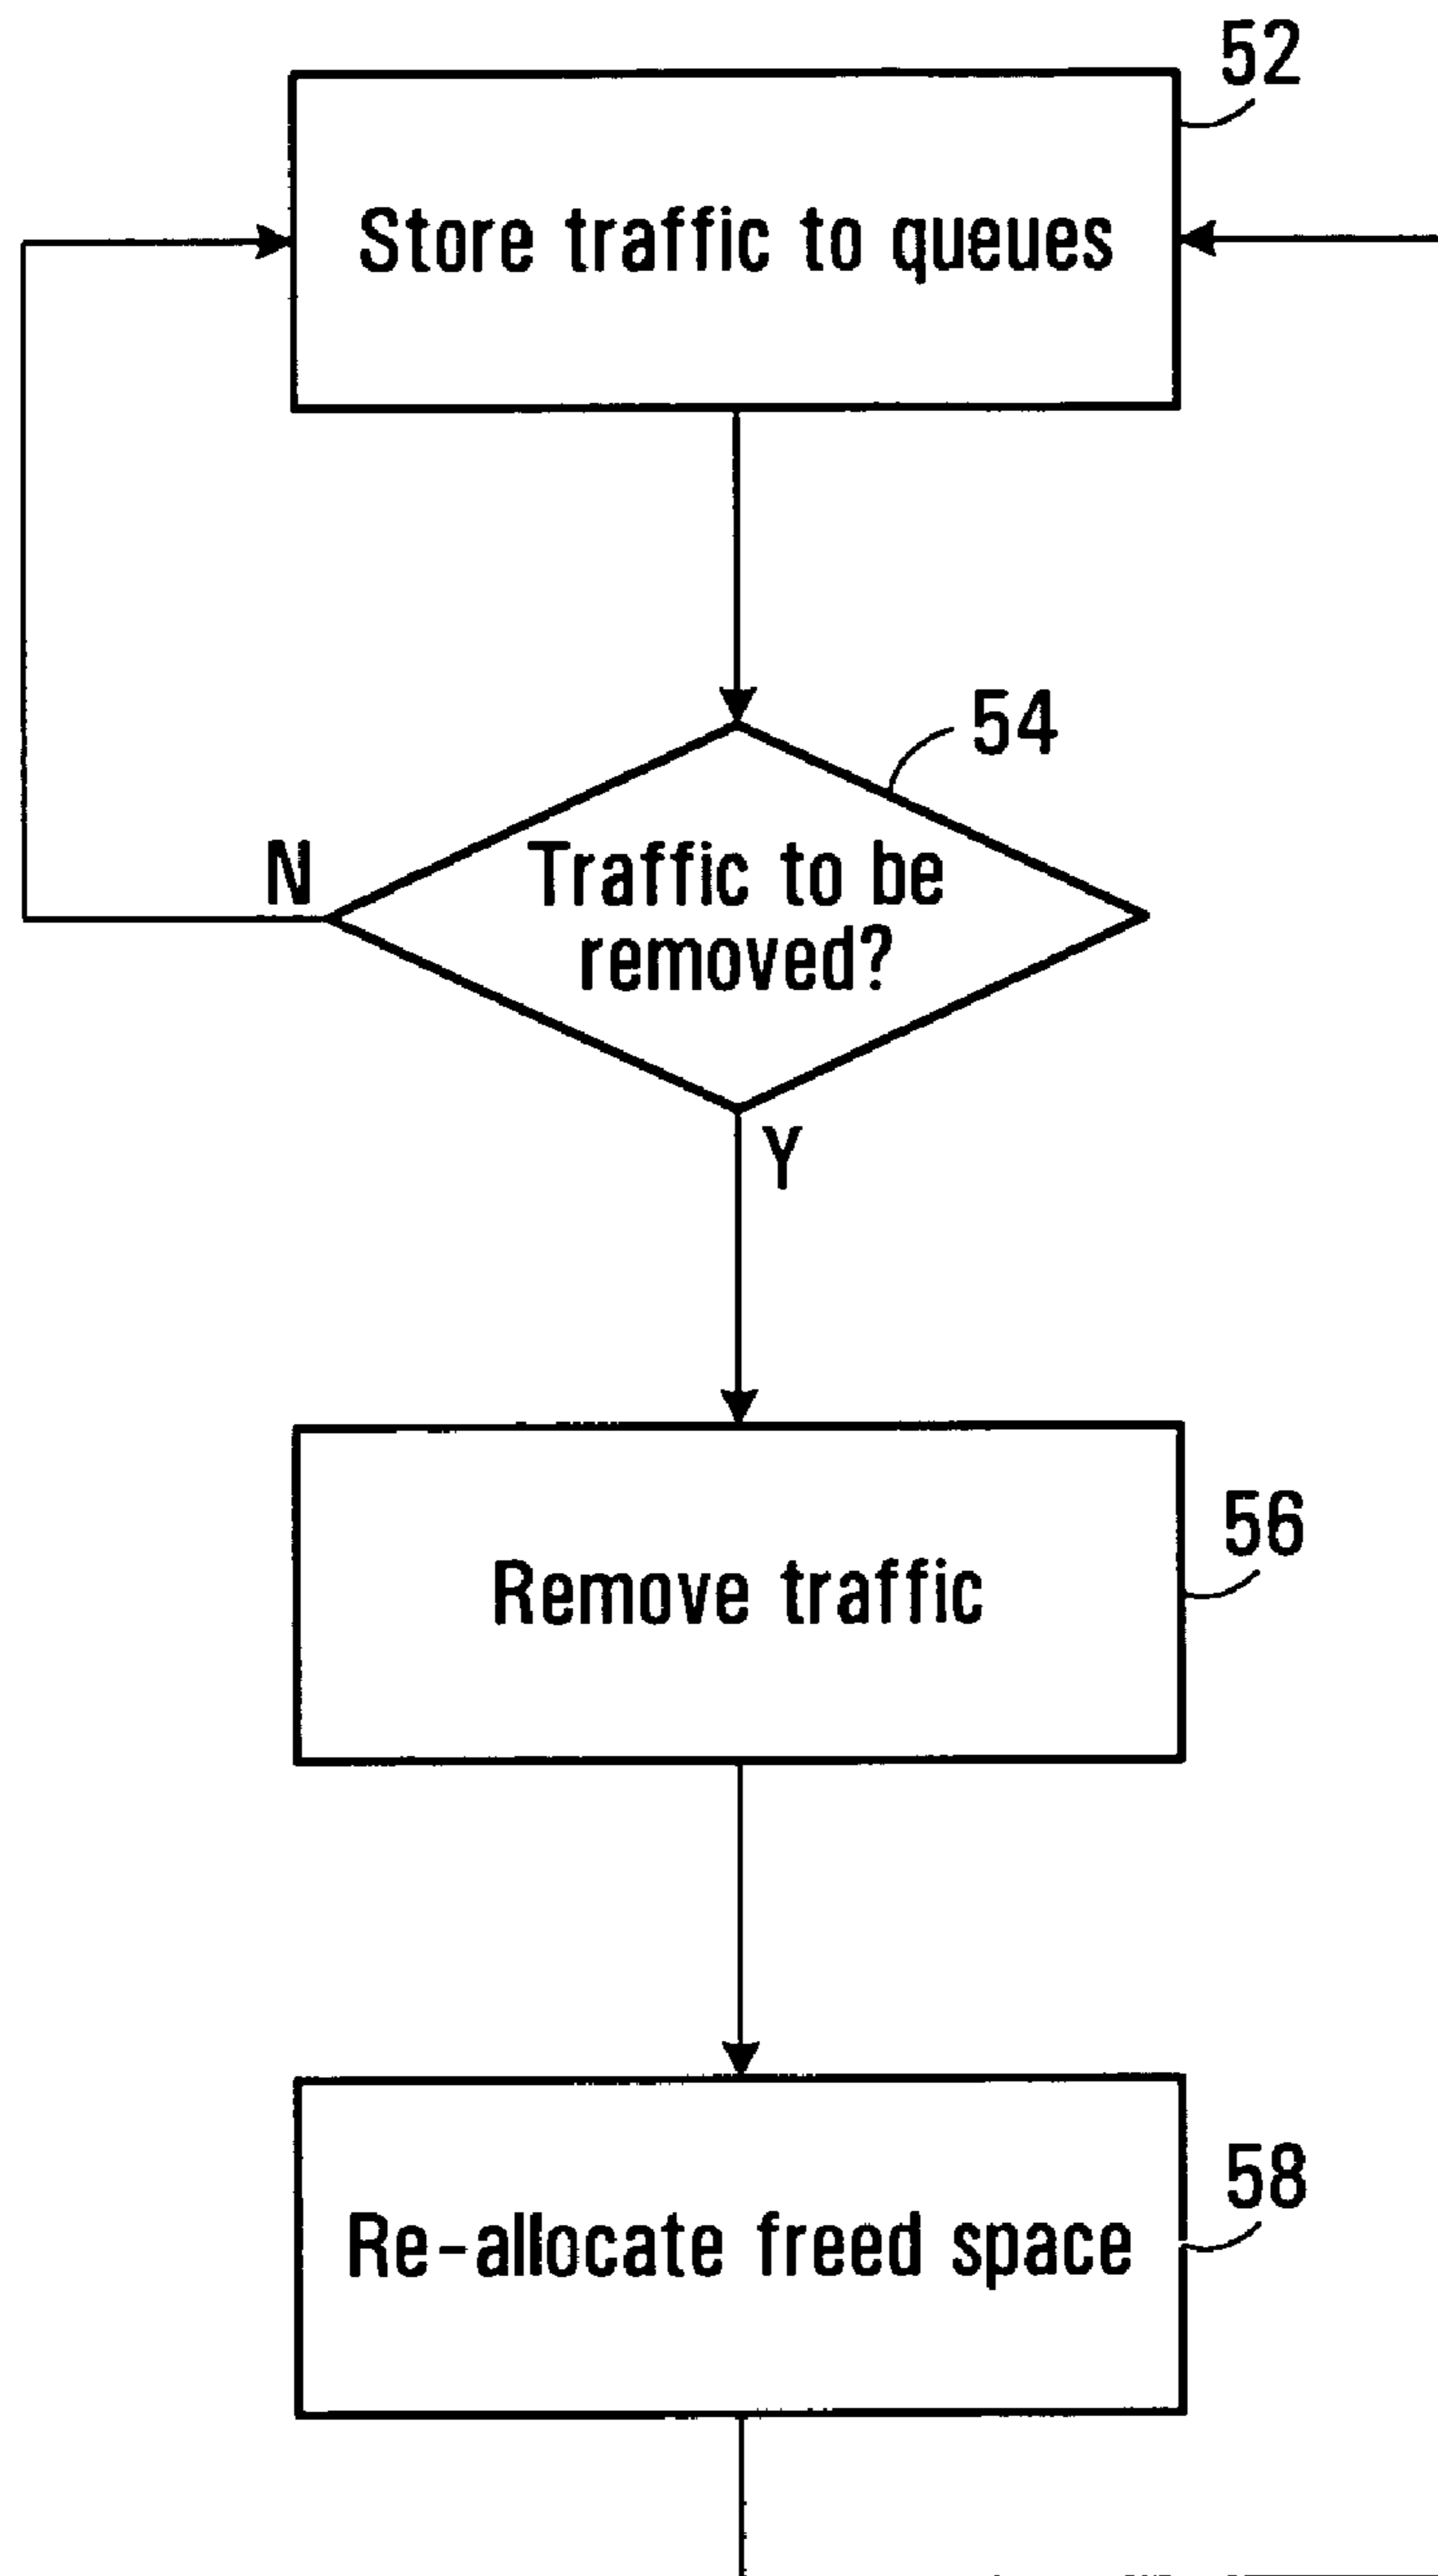 52
Store traffic to queues
54
N
Traffic to be
removed?
Y
56
Remove traffic
58
Re-allocate freed space